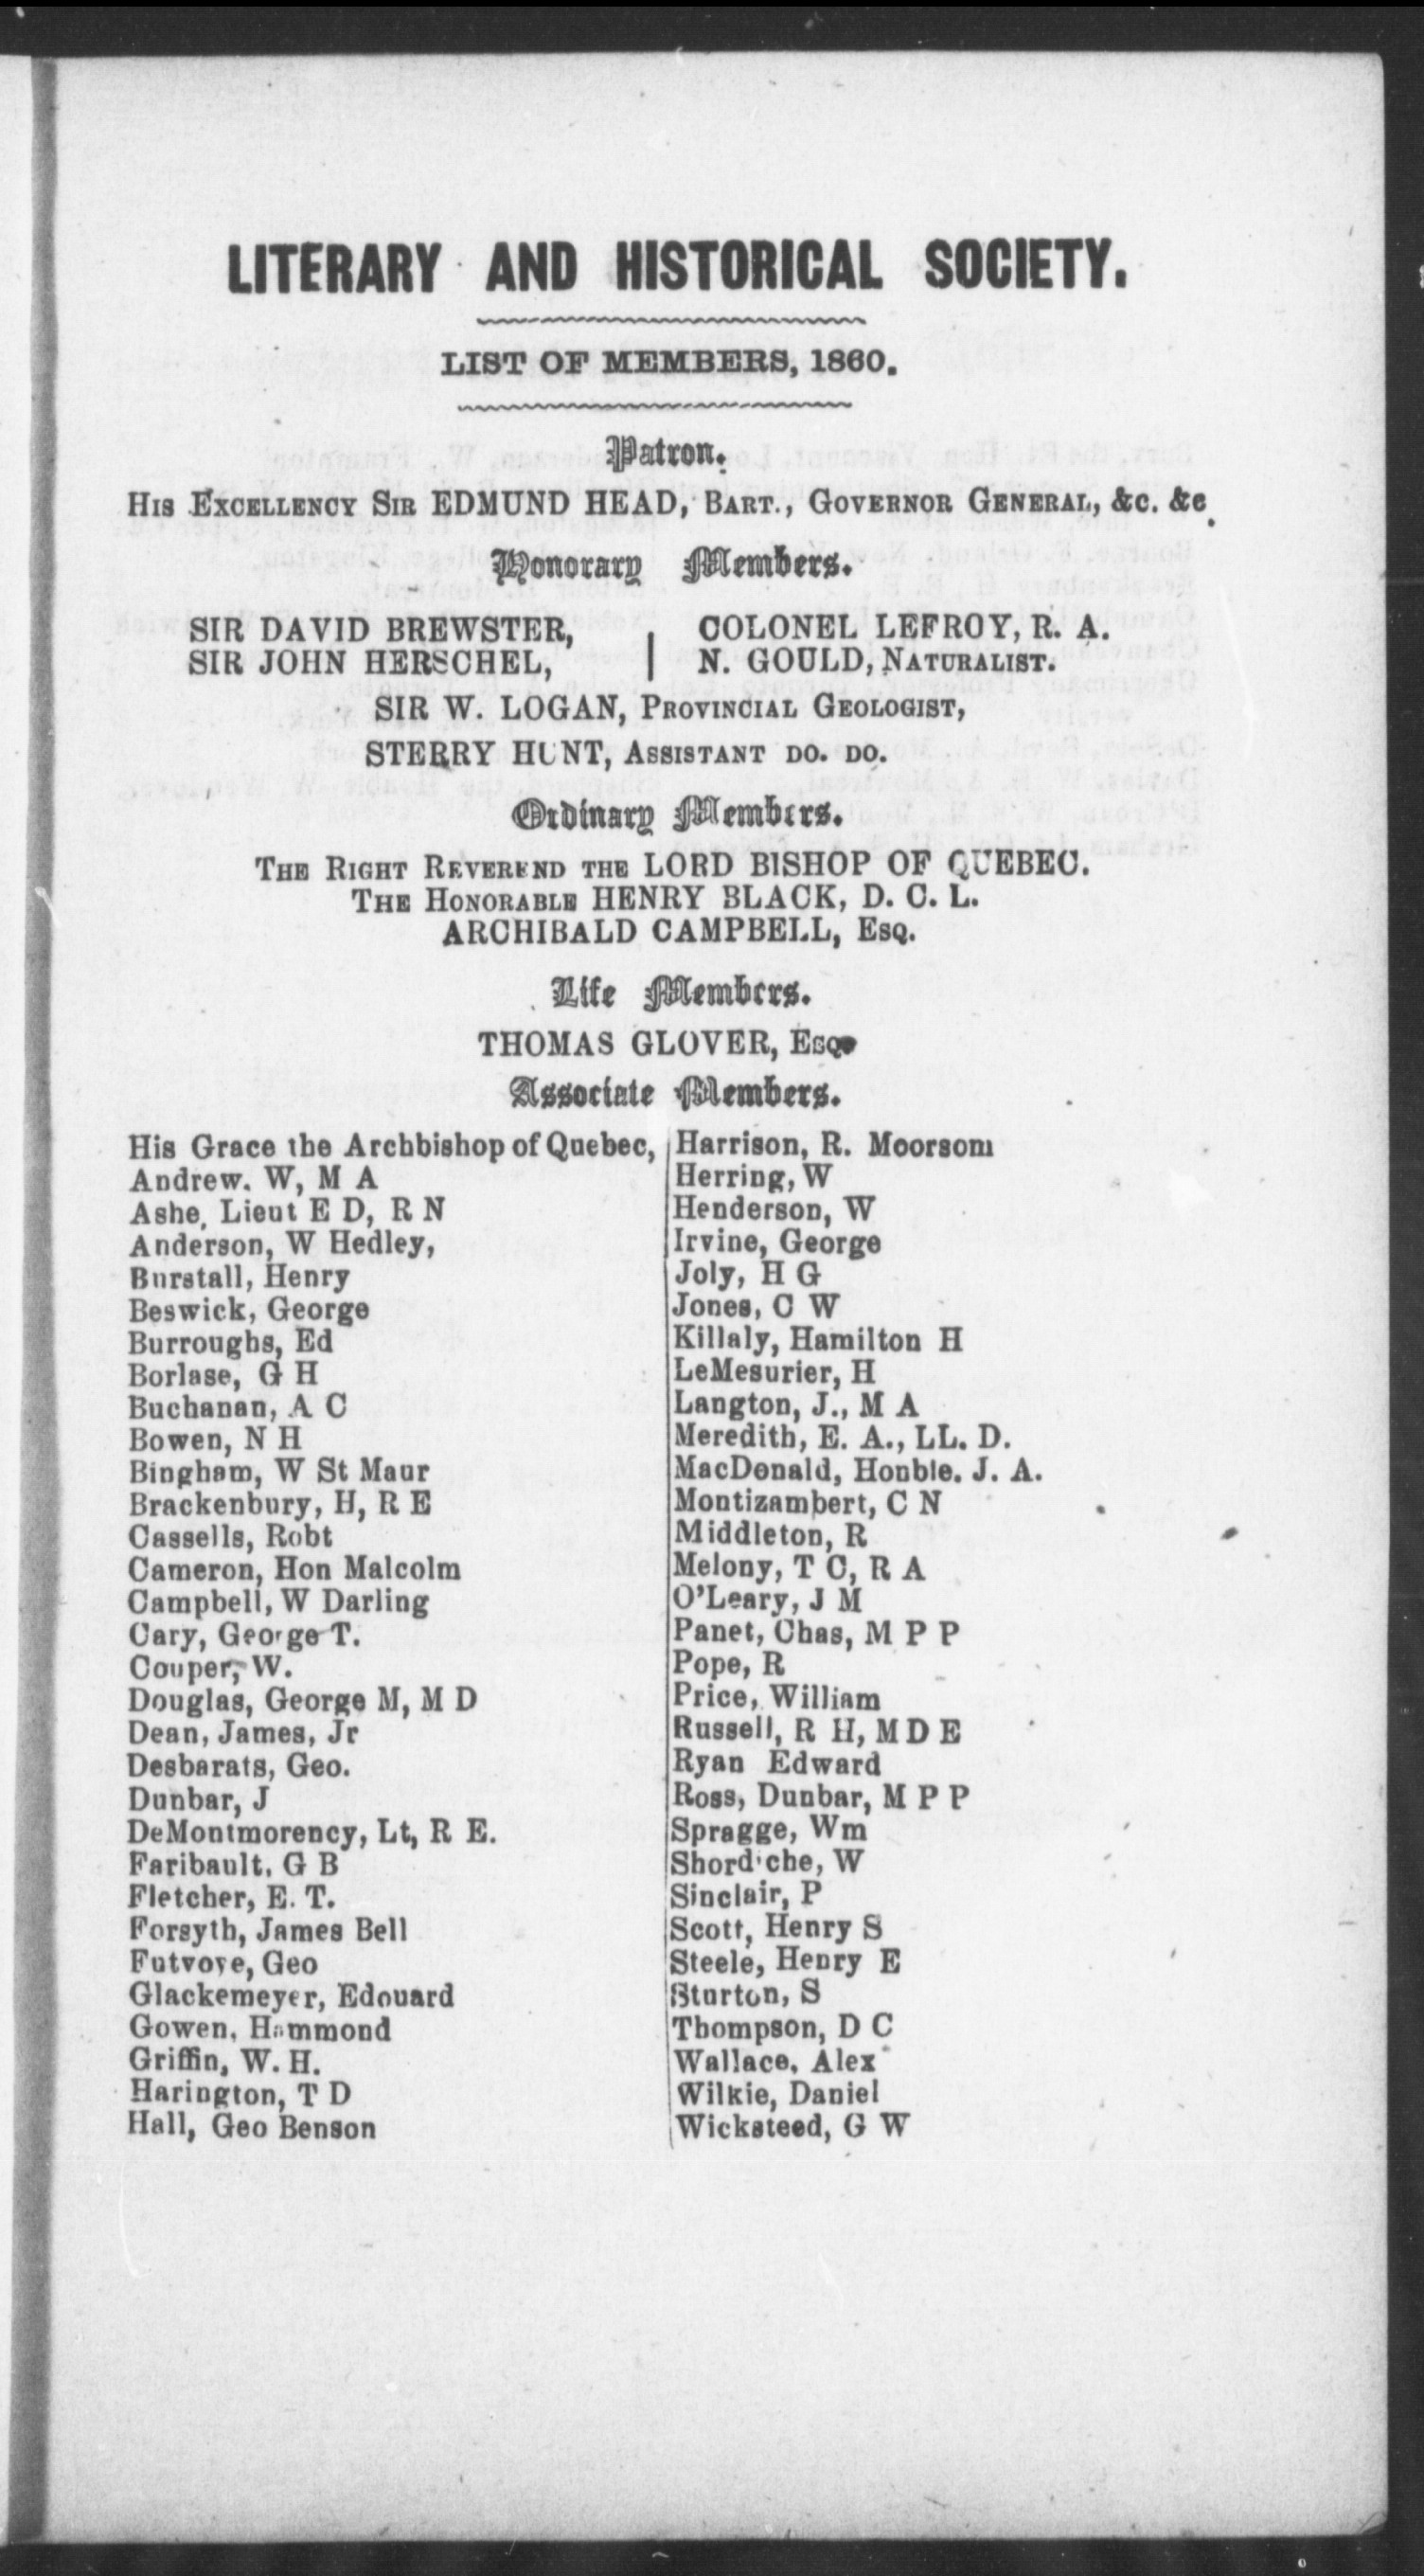 LITERARY AND HISTORICAL SOCIETY.
LIST OF MEMBERS, 1860.
Patron.
HIS EXCELLENCY SIR EDMUND HEAD, BART., GOVERNOR GENERAL, &C. &c.
Honorary Members.
SIR DAVID BREWSTER,
SIR JOHN HERSCHEL,
COLONEL LEFROY, R. A.
N. GOULD, NATURALIST.
SIR W. LOGAN, PROVINCIAL GEOLOGIST,
STERRY HUNT, ASSISTANT DO. DO.
Ordinary Members.
THE RIGHT REVEREND THE LORD BISHOP OF QUEBEC.
THE HONORABLE HENRY BLACK, D. C. L.
ARCHIBALD CAMPBELL, ESQ.
Life Members.
THOMAS GLOVER, ESQ.
Associate Members.
His Grace the Archbishop of Quebec,
Andrew. W, M A
Ashe, Lieut E D, R N
Anderson, W Hedley,
Burstall, Henry
Beswick, George
Burroughs, Ed
Borlase, G H
Buchanan, A C
Bowen, N H
Bingham, W St Maur
Brackenbury, H, R E
Cassells, Robt
Cameron, Hon Malcolm
Campbell, W Darling
Cary, George T.
Couper, W.
Douglas, George M, M D
Dean, James, Jr
Desbarats, Geo.
Dunbar, J
DeMontmorency, Lt, R E.
Faribault, G B
Fletcher, E. T.
Forsyth, James Bell
Futvoye, Geo
Glackemeyer, Edouard
Gowen, Hammond
Griffin, W. H.
Harington, T D
Hall, Geo Benson
Harrison, R. Moorsom
Herring, W
Henderson, W
Irvine, George
Joly, H G
Jones, C W
Killaly, Hamilton H
LeMesurier, H
Langton, J., M A
Meredith, E. A., LL. D.
MacDonald, Honble. J. A.
Montizambert, C N
Middleton, R
Melony, T C, R A
O'Leary, J M
Panet, Chas, M P P
Pope, R
Price, William
Russell, R H, M D E
Ryan Edward
Ross, Dunbar, M P P
Spragge, Wm
Shordiche, W
Sinclair, P
Scott, Henry S
Steele, Henry E
Sturton, S
Thompson, D C
Wallace, Alex
Wilkie, Daniel
Wicksteed, G W